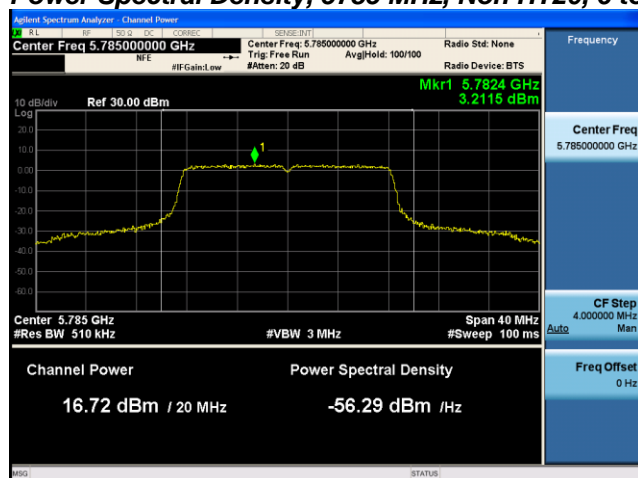 Power Spectral Density, 5785 MHz, Non HT20, 6 to
Agilent Spectrum Analyzer - Channel Power
RL RF 50 Ω DC CORREC SENSE:INT
Center Freq 5.785000000 GHz
NFE
#IFGain:Low
Center Freq: 5.785000000 GHz
Trig: Free Run Avg|Hold: 100/100
#Atten: 20 dB
Radio Std: None
Radio Device: BTS
Frequency
Mkr1 5.7824 GHz
3.2115 dBm
10 dB/div Ref 30.00 dBm
Log
20.0
10.0
0.00
-10.0
-20.0
-30.0
-40.0
-50.0
-60.0
1
Center 5.785 GHz Span 40 MHz
#Res BW 510 kHz #VBW 3 MHz #Sweep 100 ms
Channel Power Power Spectral Density
16.72 dBm / 20 MHz -56.29 dBm /Hz
Center Freq
5.785000000 GHz
CF Step
4.000000 MHz
Auto Man
Freq Offset
0 Hz
MSG STATUS